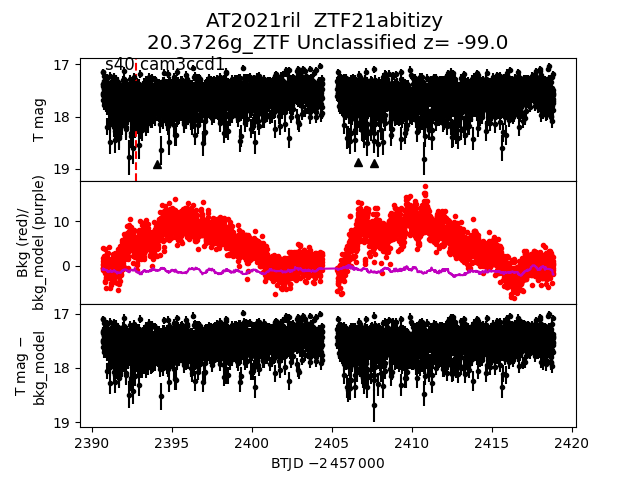 AT2021ril  ZTF21abitizy
20.3726g_ZTF Unclassified z= -99.0
s40 cam3ccd1
17
18
19
T mag
10
0
Bkg (red)/
bkg_model (purple)
17
18
19
T mag −
bkg_model
2390 2395 2400 2405 2410 2415 2420
BTJD −2 457 000